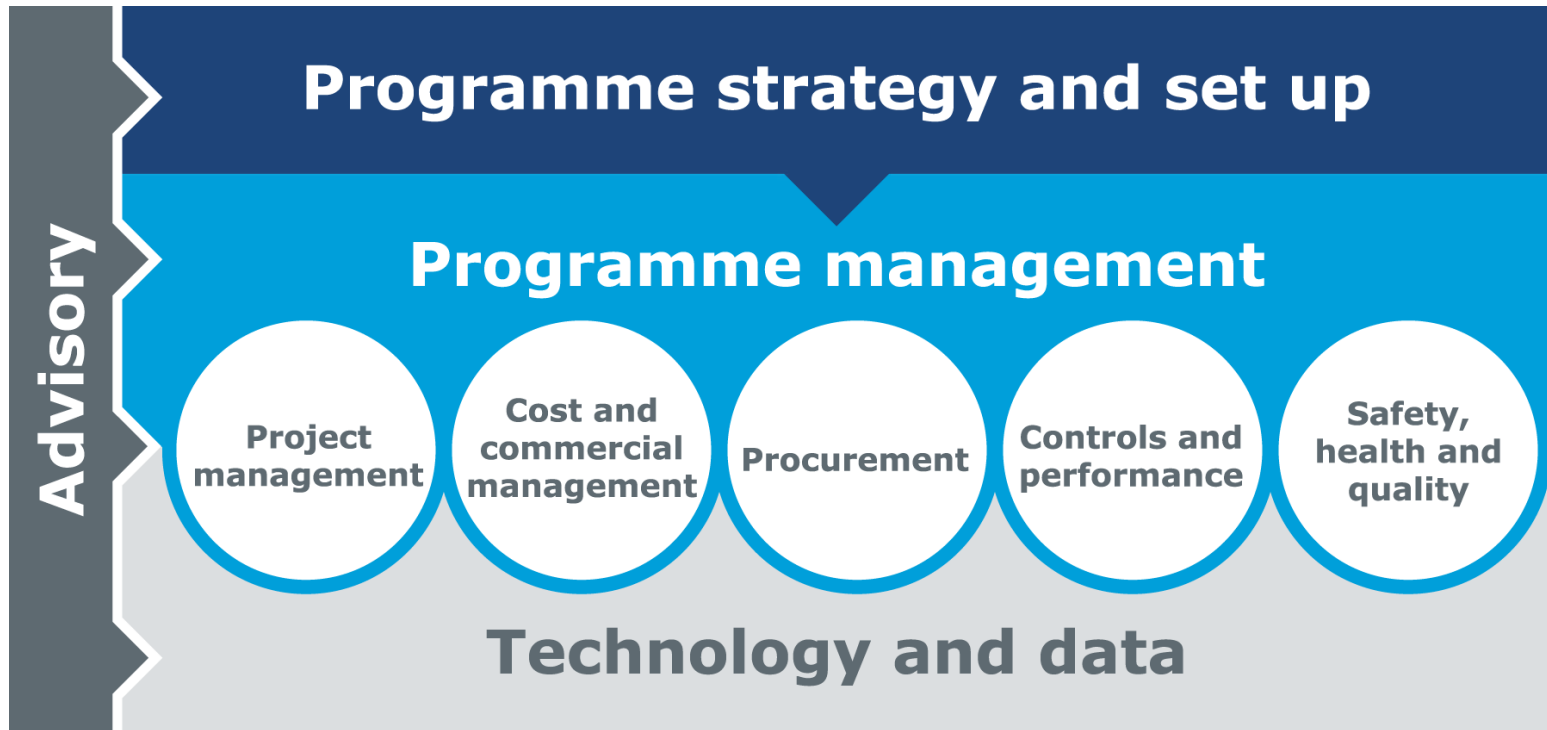 Advisory
Programme strategy and set up
Programme management
Project
management
Cost and
commercial
management
Procurement
Controls and
performance
Safety,
health and
quality
Technology and data